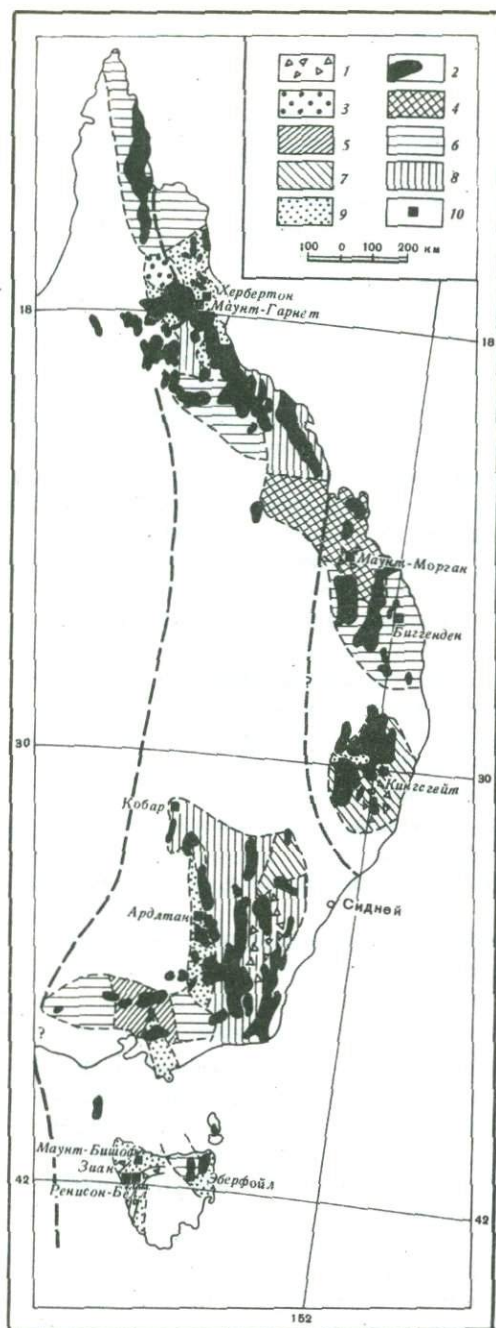 1 2
3 4
5 6
7 8
9 10
100 0 100 200 км
Хербертон
Маунт-Гарнет
18
18
Маунт-Морган
Биггенден
?
30
30
Кингсгейт
Кобар
Сидней
Ардлтан
?
Маунт-Бишоф
Зиан
Ренисон-Белл
Эберфойл
42
42
152